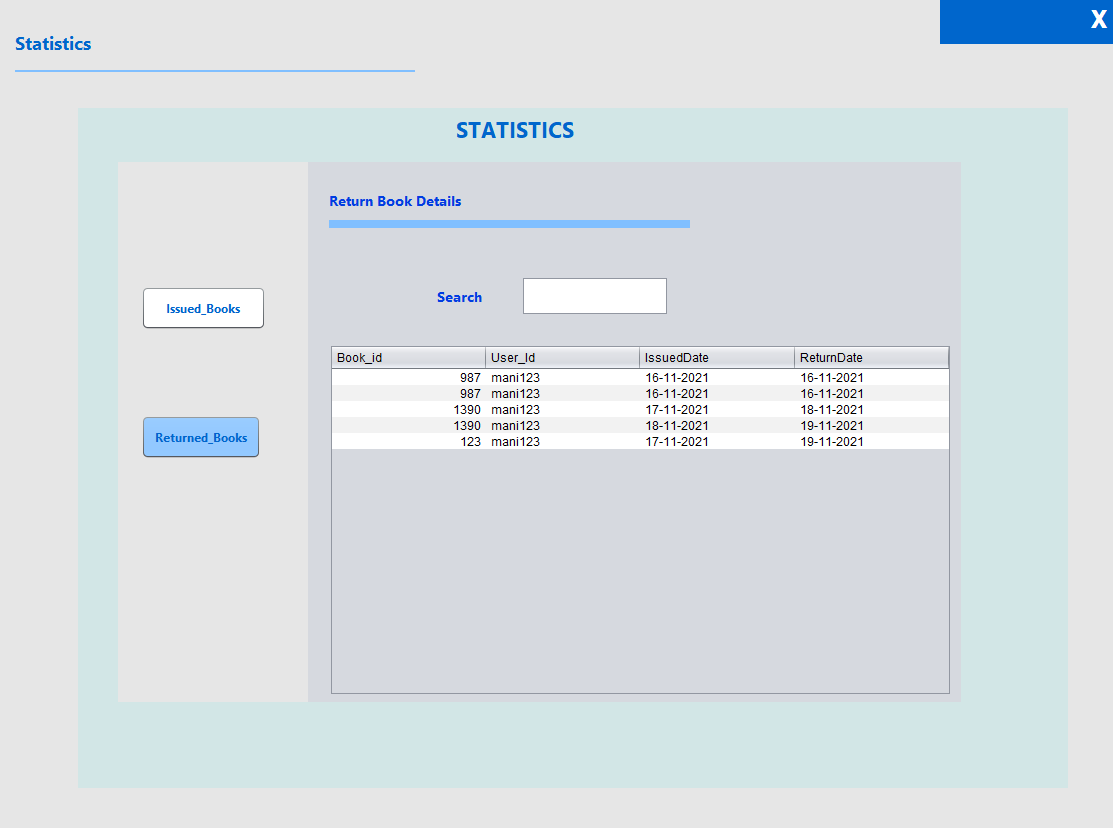 X
Statistics
STATISTICS
Return Book Details
Search
Issued_Books
Returned_Books
Book_id User_Id IssuedDate ReturnDate
987 mani123 16-11-2021 16-11-2021
987 mani123 16-11-2021 16-11-2021
1390 mani123 17-11-2021 18-11-2021
1390 mani123 18-11-2021 19-11-2021
123 mani123 17-11-2021 19-11-2021